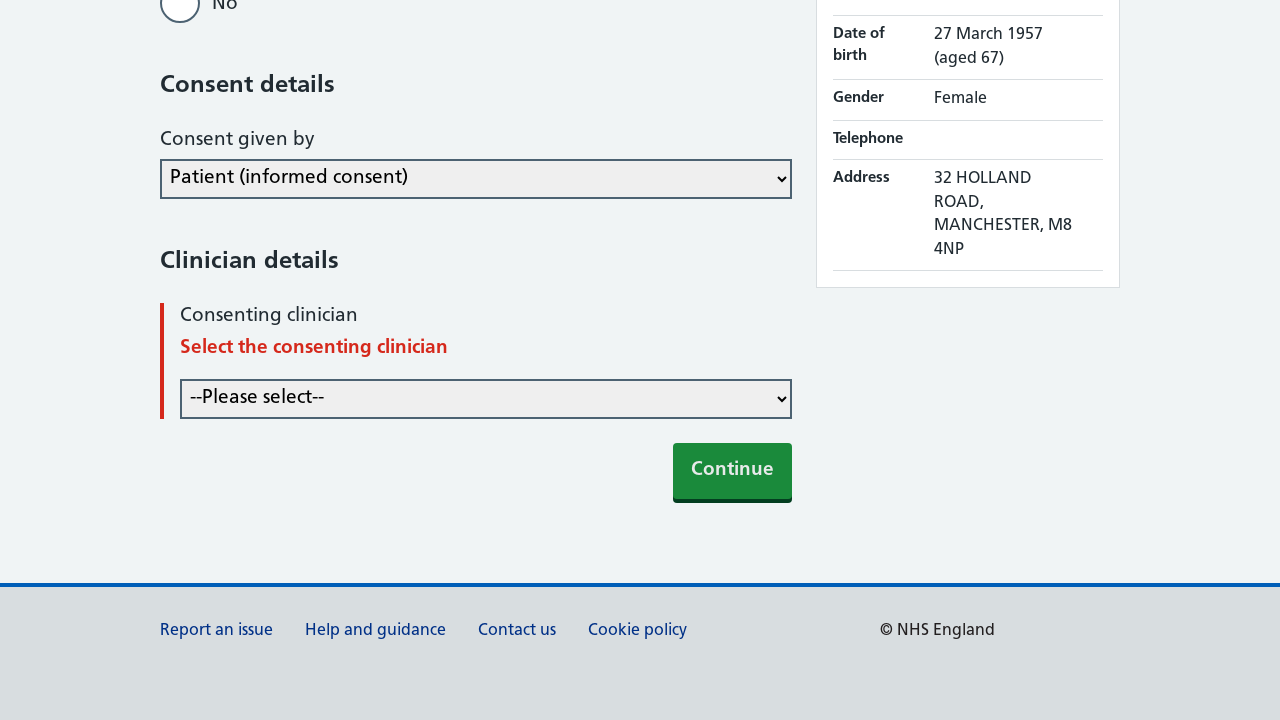 No
Consent details
Consent given by
Patient (informed consent)
Clinician details
Consenting clinician
Select the consenting clinician
--Please select--
Continue
Date of
birth
27 March 1957
(aged 67)
Gender
Female
Telephone
Address
32 HOLLAND
ROAD,
MANCHESTER, M8
4NP
Report an issue
Help and guidance
Contact us
Cookie policy
© NHS England